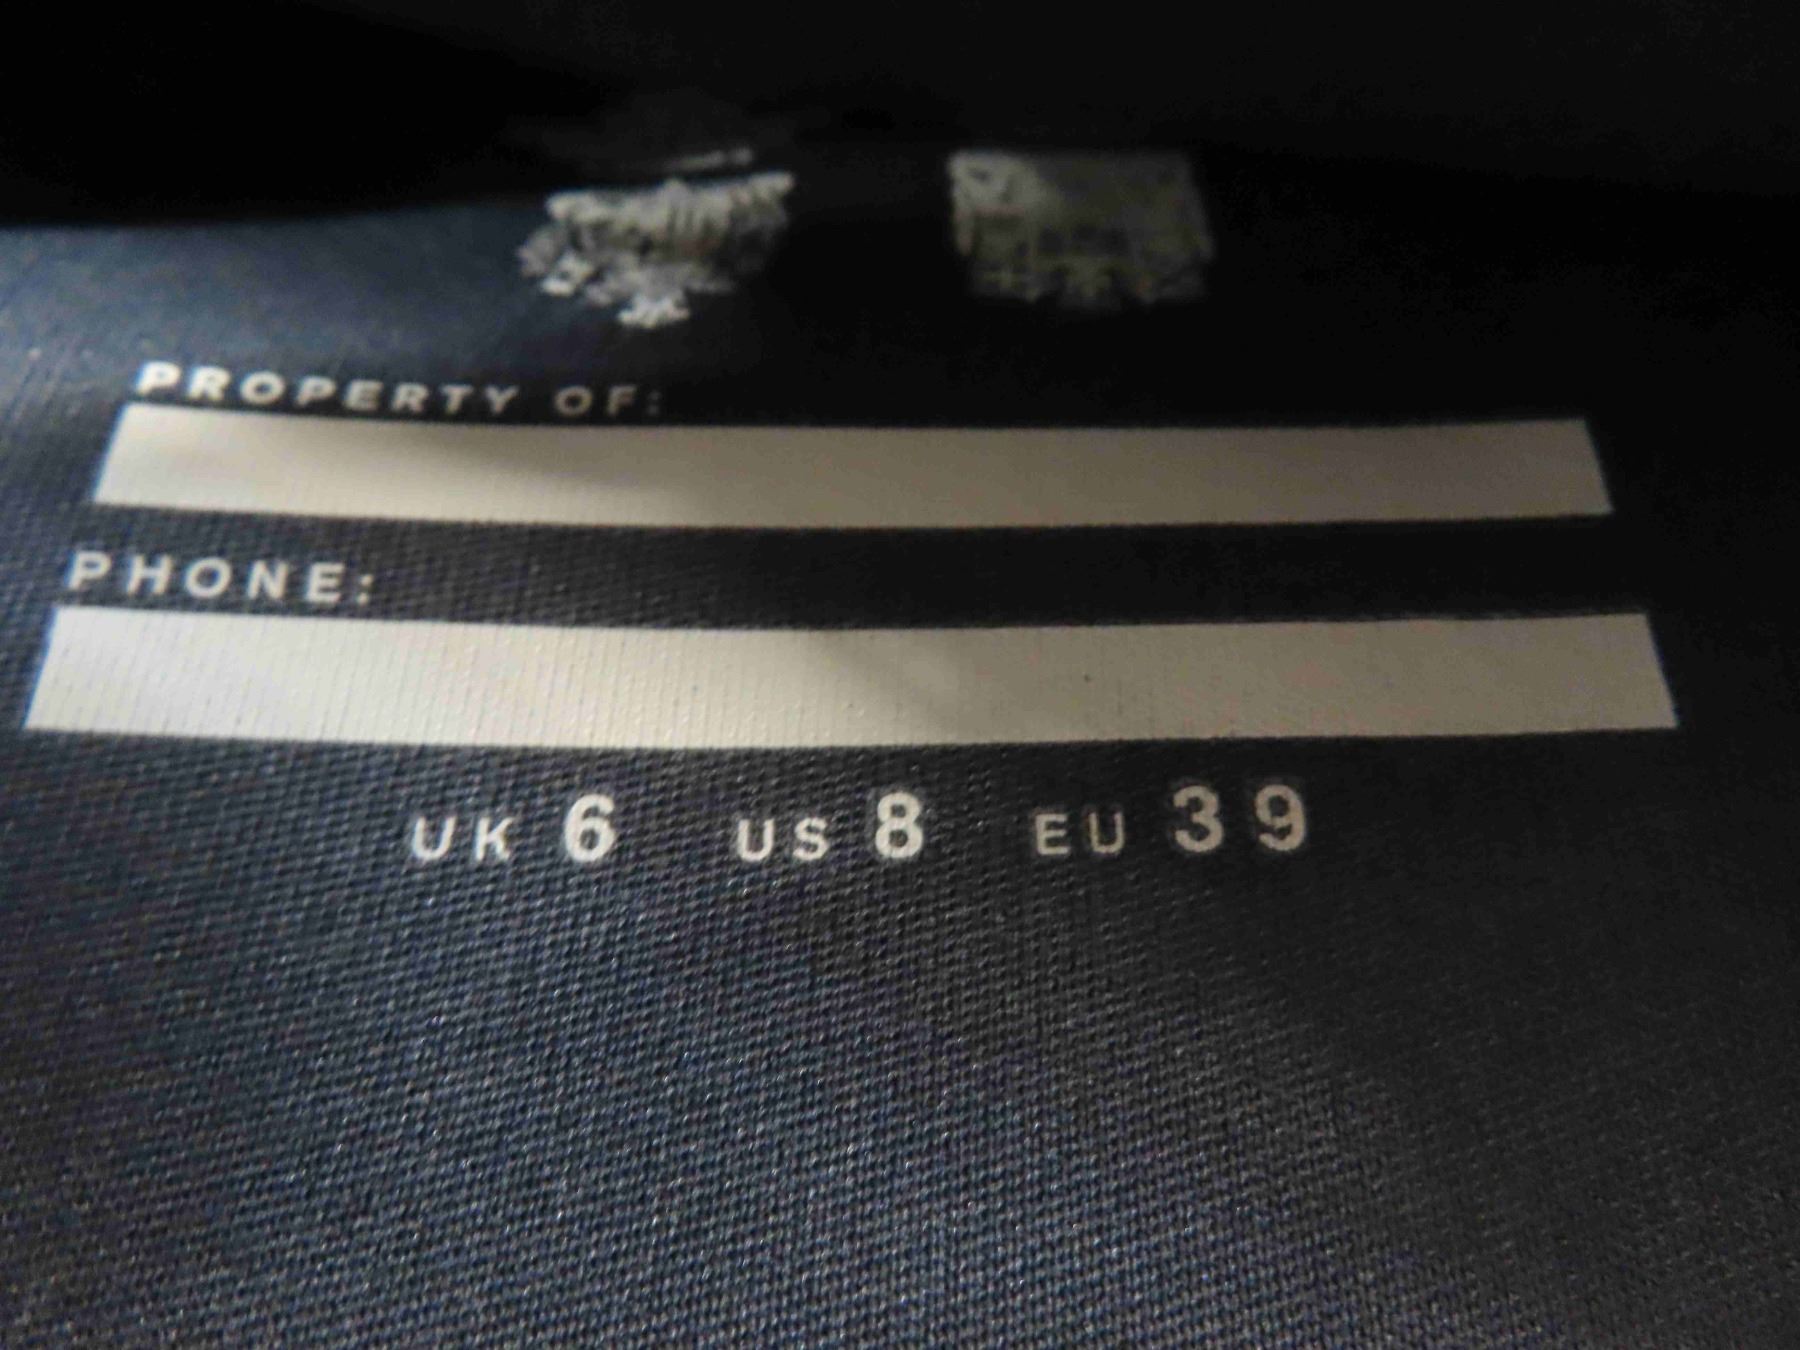 PROPERTY OF:
PHONE:
UK 6 US 8 EU 39